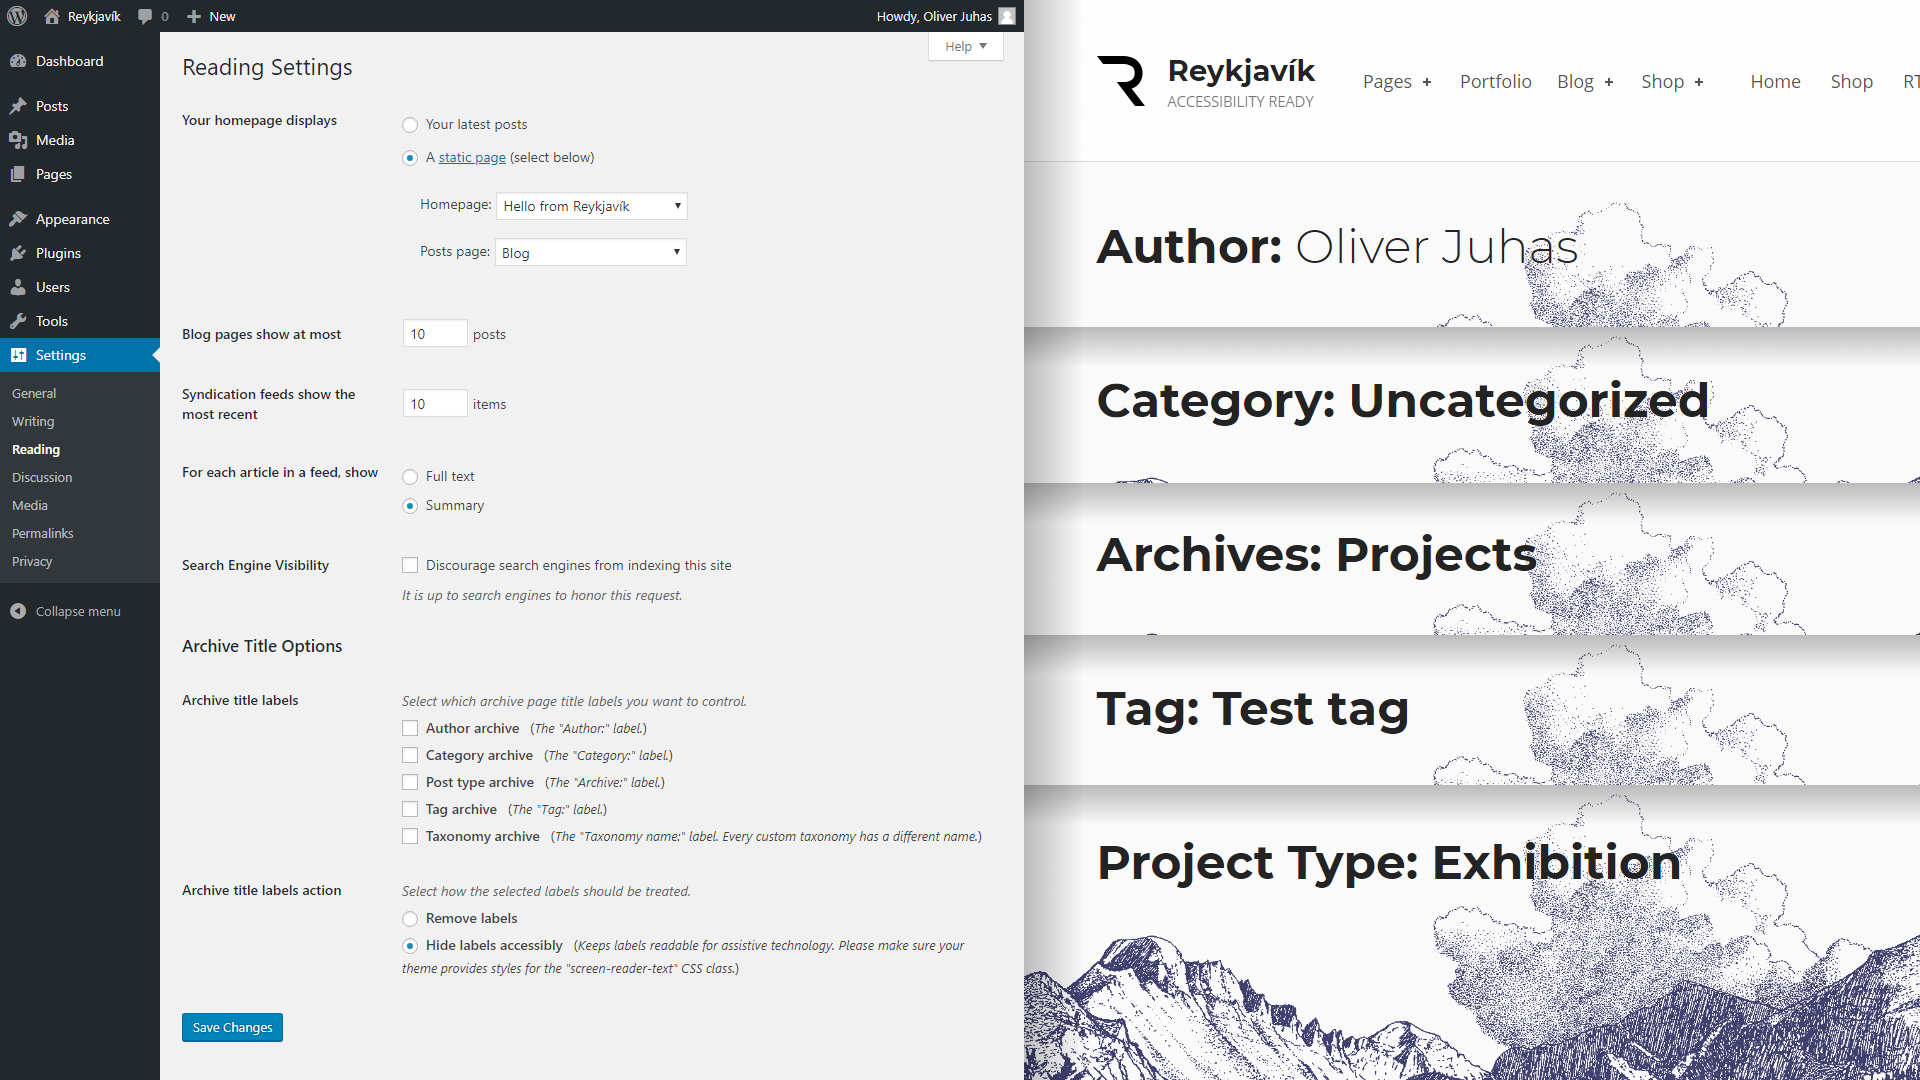 Reykjavík 0 New Howdy, Oliver Juhas
Help
Dashboard
Posts
Media
Pages
Appearance
Plugins
Users
Tools
Settings
General
Writing
Reading
Discussion
Media
Permalinks
Privacy
Collapse menu
Reading Settings
Your homepage displays
Your latest posts
A static page (select below)
Homepage: Hello from Reykjavík
Posts page: Blog
Blog pages show at most 10 posts
Syndication feeds show the
most recent
10 items
For each article in a feed, show
Full text
Summary
Search Engine Visibility
Discourage search engines from indexing this site
It is up to search engines to honor this request.
Archive Title Options
Archive title labels
Select which archive page title labels you want to control.
Author archive (The "Author:" label.)
Category archive (The "Category:" label.)
Post type archive (The "Archive:" label.)
Tag archive (The "Tag:" label.)
Taxonomy archive (The "Taxonomy name:" label. Every custom taxonomy has a different name.)
Archive title labels action
Select how the selected labels should be treated.
Remove labels
Hide labels accessibly (Keeps labels readable for assistive technology. Please make sure your
theme provides styles for the "screen-reader-text" CSS class.)
Save Changes
Reykjavík
ACCESSIBILITY READY
Pages + Portfolio Blog + Shop + Home Shop RT
Author: Oliver Juhas
Category: Uncategorized
Archives: Projects
Tag: Test tag
Project Type: Exhibition